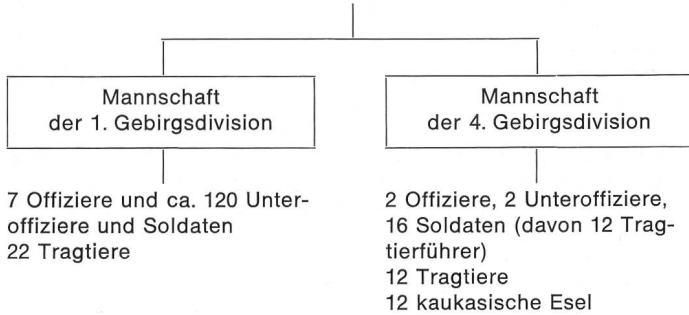 Mannschaft
der 1. Gebirgsdivision
7 Offiziere und ca. 120 Unter-
offiziere und Soldaten
22 Tragtiere
Mannschaft
der 4. Gebirgsdivision
2 Offiziere, 2 Unteroffiziere,
16 Soldaten (davon 12 Trag-
tierführer)
12 Tragtiere
12 kaukasische Esel